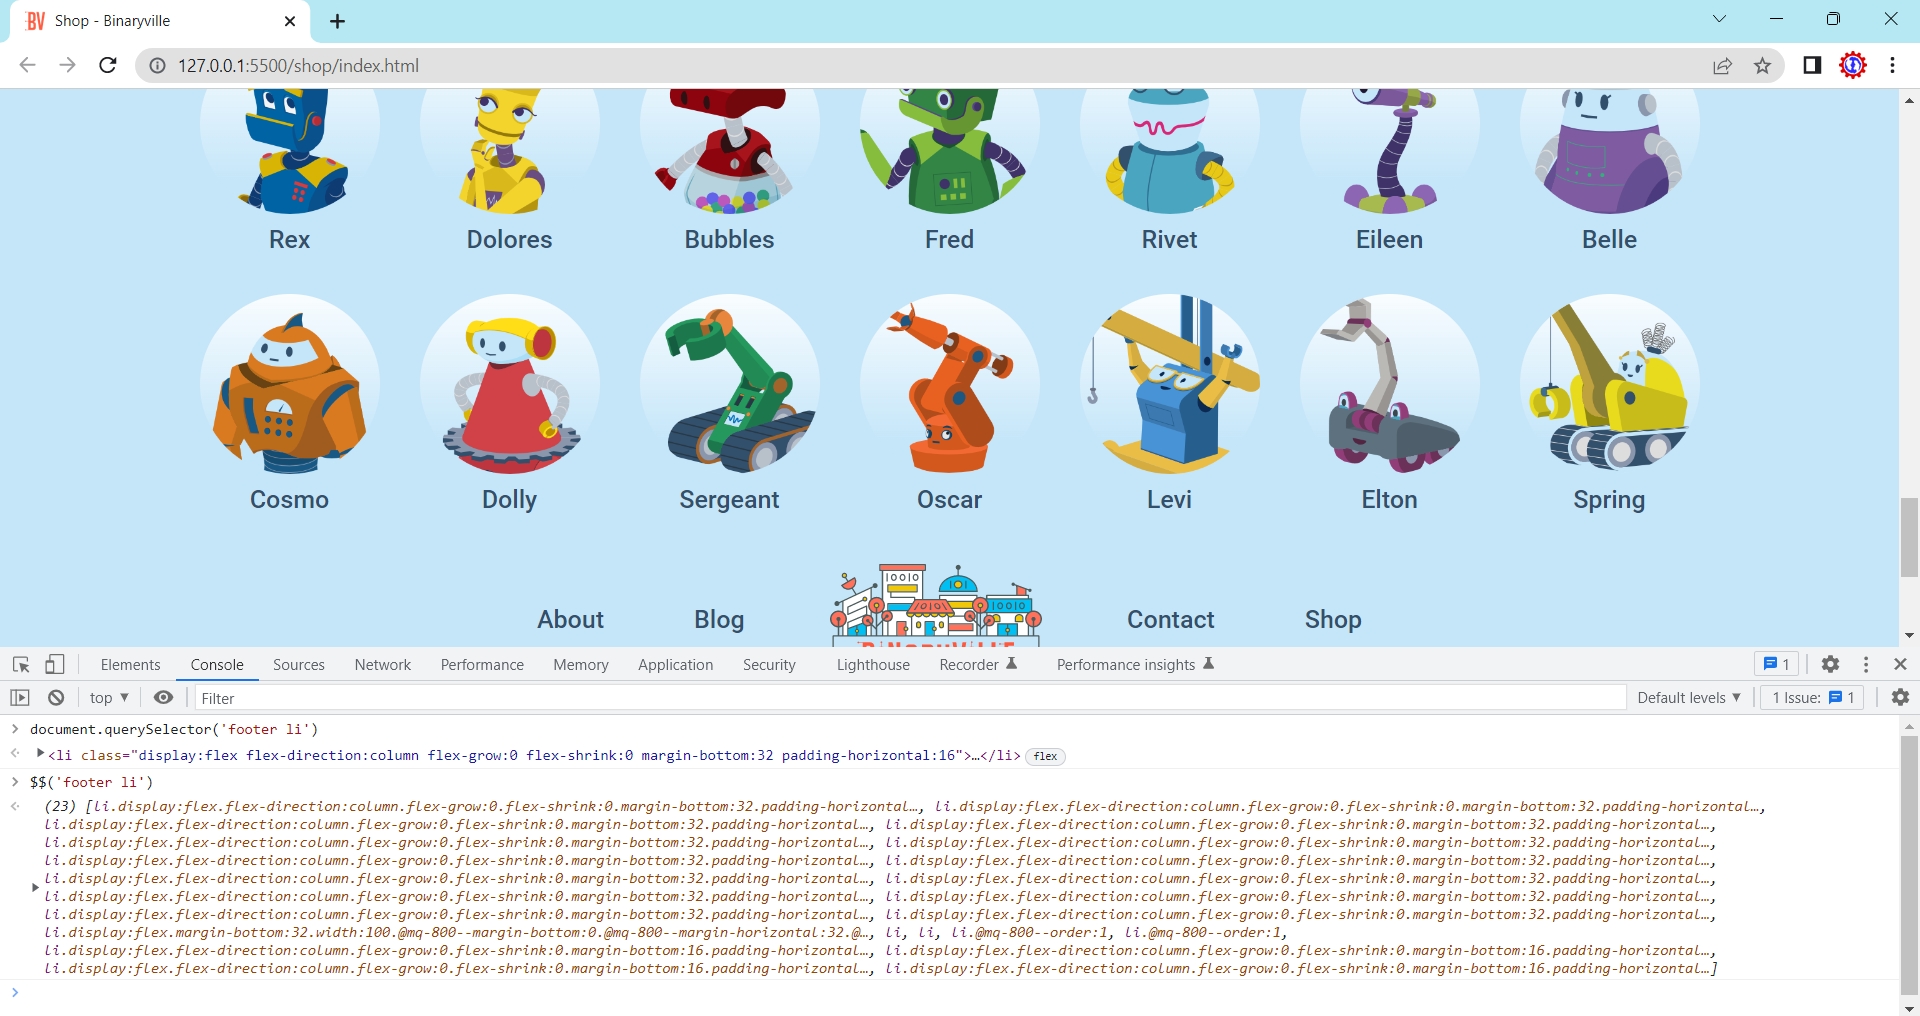 BV Shop - Binaryville
127.0.0.1:5500/shop/index.html
Rex Dolores Bubbles Fred Rivet Eileen Belle
Cosmo Dolly Sergeant Oscar Levi Elton Spring
About Blog Contact Shop
Elements Console Sources Network Performance Memory Application Security Lighthouse Recorder Performance insights 1
top ▼ Filter Default levels ▼ 1 Issue: 1
> document.querySelector('footer li')
<li class="display:flex flex-direction:column flex-grow:0 flex-shrink:0 margin-bottom:32 padding-horizontal:16">…</li> flex
> $$('footer li')
(23) [li.display:flex.flex-direction:column.flex-grow:0.flex-shrink:0.margin-bottom:32.padding-horizontal…, li.display:flex.flex-direction:column.flex-grow:0.flex-shrink:0.margin-bottom:32.padding-horizontal…,
li.display:flex.flex-direction:column.flex-grow:0.flex-shrink:0.margin-bottom:32.padding-horizontal…, li.display:flex.flex-direction:column.flex-grow:0.flex-shrink:0.margin-bottom:32.padding-horizontal…,
li.display:flex.flex-direction:column.flex-grow:0.flex-shrink:0.margin-bottom:32.padding-horizontal…, li.display:flex.flex-direction:column.flex-grow:0.flex-shrink:0.margin-bottom:32.padding-horizontal…,
li.display:flex.flex-direction:column.flex-grow:0.flex-shrink:0.margin-bottom:32.padding-horizontal…, li.display:flex.flex-direction:column.flex-grow:0.flex-shrink:0.margin-bottom:32.padding-horizontal…,
li.display:flex.flex-direction:column.flex-grow:0.flex-shrink:0.margin-bottom:32.padding-horizontal…, li.display:flex.flex-direction:column.flex-grow:0.flex-shrink:0.margin-bottom:32.padding-horizontal…,
li.display:flex.flex-direction:column.flex-grow:0.flex-shrink:0.margin-bottom:32.padding-horizontal…, li.display:flex.flex-direction:column.flex-grow:0.flex-shrink:0.margin-bottom:32.padding-horizontal…,
li.display:flex.flex-direction:column.flex-grow:0.flex-shrink:0.margin-bottom:32.padding-horizontal…, li.display:flex.flex-direction:column.flex-grow:0.flex-shrink:0.margin-bottom:32.padding-horizontal…,
li.display:flex.margin-bottom:32.width:100.@mq-800--margin-bottom:0.@mq-800--margin-horizontal:32.@…, li, li, li.@mq-800--order:1, li.@mq-800--order:1,
li.display:flex.flex-direction:column.flex-grow:0.flex-shrink:0.margin-bottom:16.padding-horizontal…, li.display:flex.flex-direction:column.flex-grow:0.flex-shrink:0.margin-bottom:16.padding-horizontal…,
li.display:flex.flex-direction:column.flex-grow:0.flex-shrink:0.margin-bottom:16.padding-horizontal…, li.display:flex.flex-direction:column.flex-grow:0.flex-shrink:0.margin-bottom:16.padding-horizontal…]
>